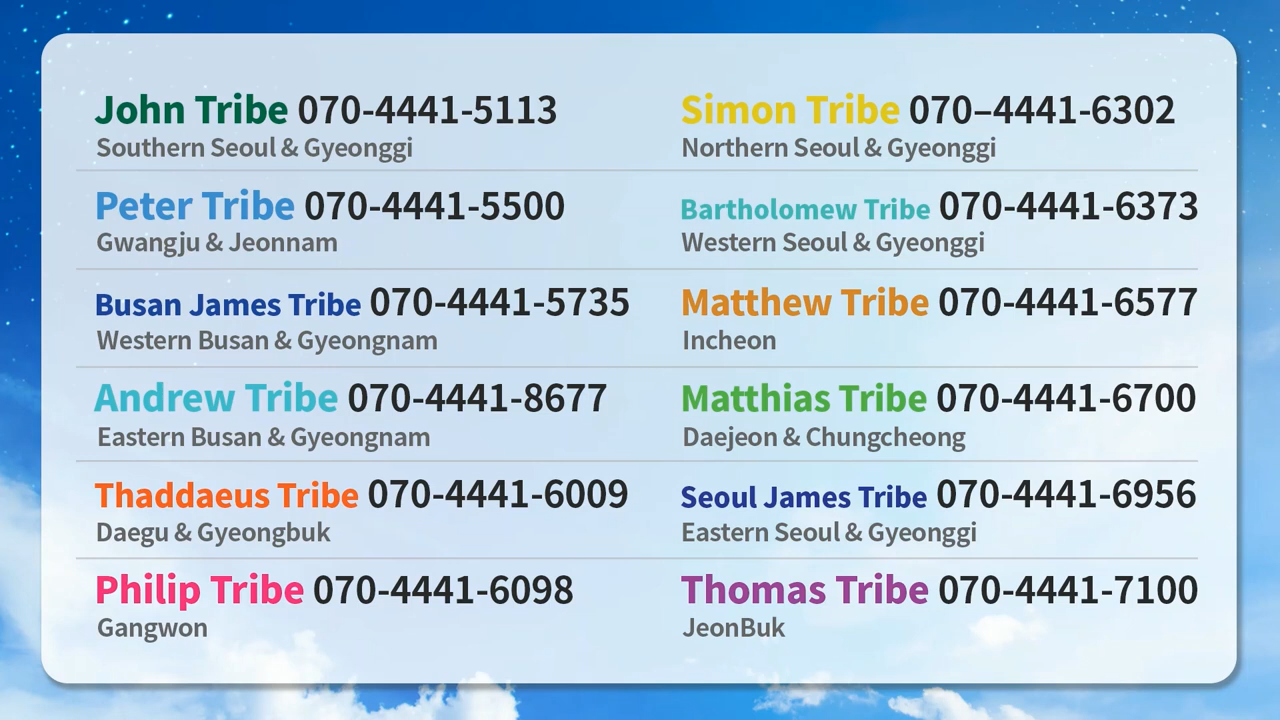 John Tribe 070-4441-5113
Southern Seoul & Gyeonggi
Peter Tribe 070-4441-5500
Gwangju & Jeonnam
Busan James Tribe 070-4441-5735
Western Busan & Gyeongnam
Andrew Tribe 070-4441-8677
Eastern Busan & Gyeongnam
Thaddaeus Tribe 070-4441-6009
Daegu & Gyeongbuk
Philip Tribe 070-4441-6098
Gangwon
Simon Tribe 070–4441-6302
Northern Seoul & Gyeonggi
Bartholomew Tribe 070-4441-6373
Western Seoul & Gyeonggi
Matthew Tribe 070-4441-6577
Incheon
Matthias Tribe 070-4441-6700
Daejeon & Chungcheong
Seoul James Tribe 070-4441-6956
Eastern Seoul & Gyeonggi
Thomas Tribe 070-4441-7100
JeonBuk